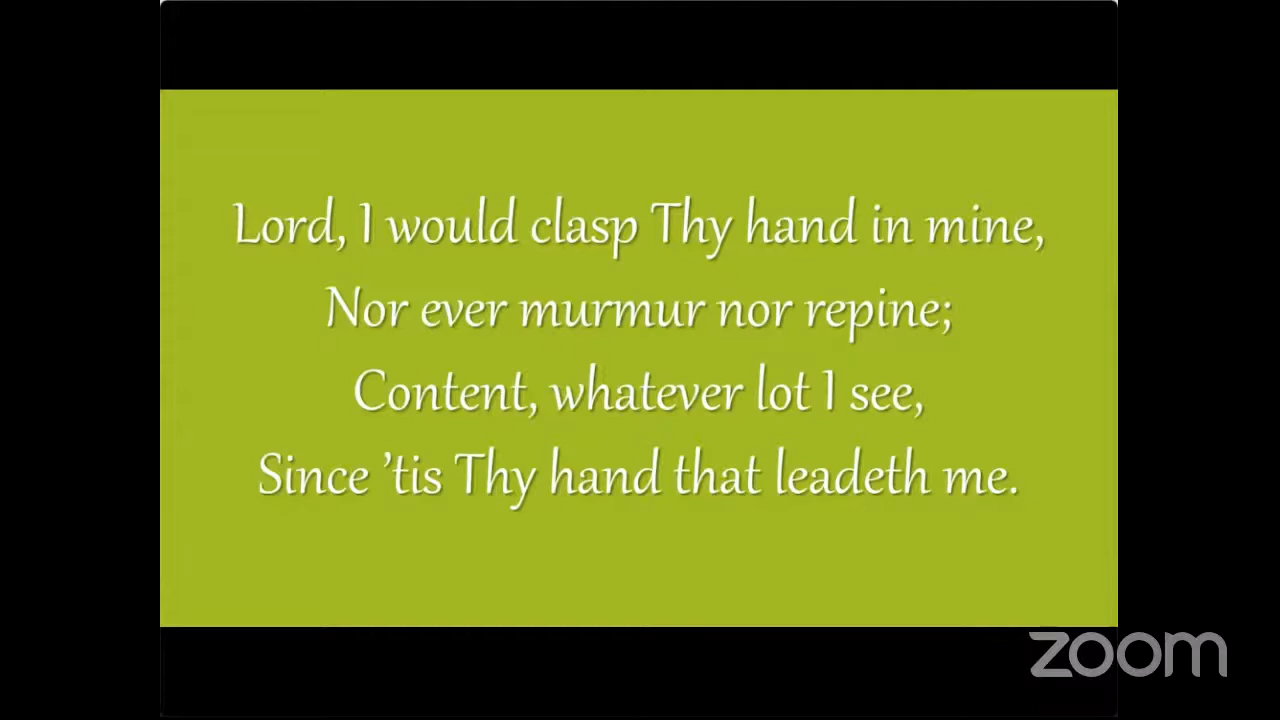 Lord, I would clasp Thy hand in mine,
Nor ever murmur nor repine;
Content, whatever lot I see,
Since ’tis Thy hand that leadeth me.
zoom